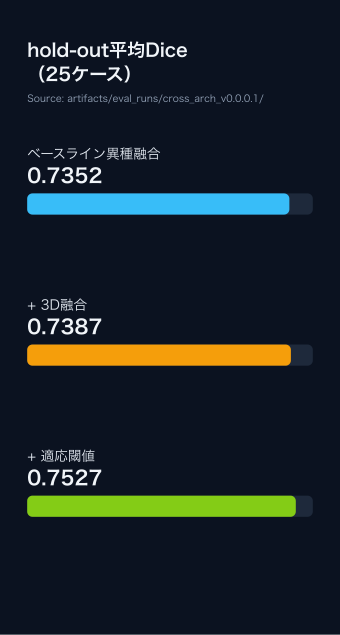 hold-out平均Dice
（25ケース）
Source: artifacts/eval_runs/cross_arch_v0.0.0.1/
ベースライン異種融合
0.7352
+ 3D融合
0.7387
+ 適応閾値
0.7527